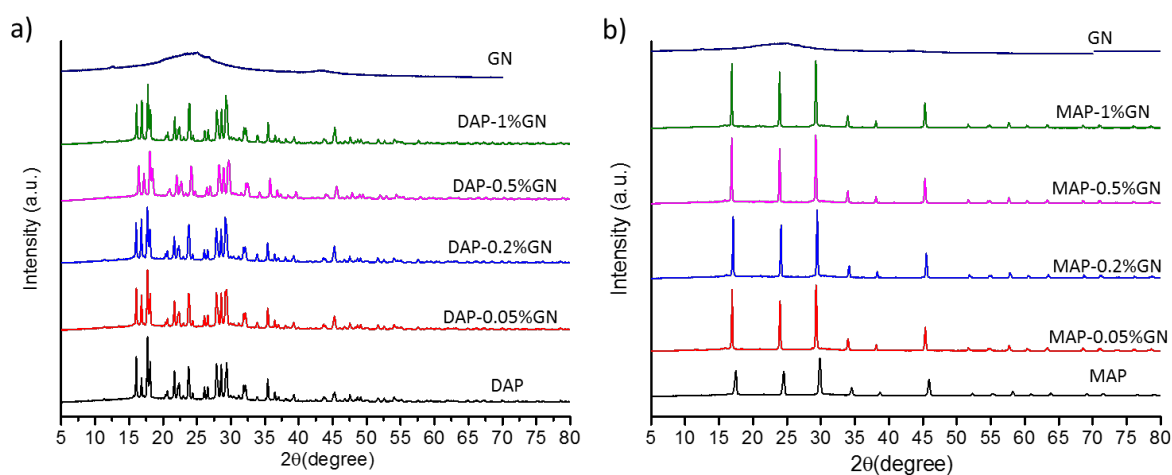 a)
GN
DAP-1%GN
DAP-0.5%GN
DAP-0.2%GN
DAP-0.05%GN
DAP
Intensity (a.u.)
5 10 15 20 25 30 35 40 45 50 55 60 65 70 75 80
2θ(degree)
b)
GN
MAP-1%GN
MAP-0.5%GN
MAP-0.2%GN
MAP-0.05%GN
MAP
Intensity (a.u.)
5 10 15 20 25 30 35 40 45 50 55 60 65 70 75 80
2θ(degree)